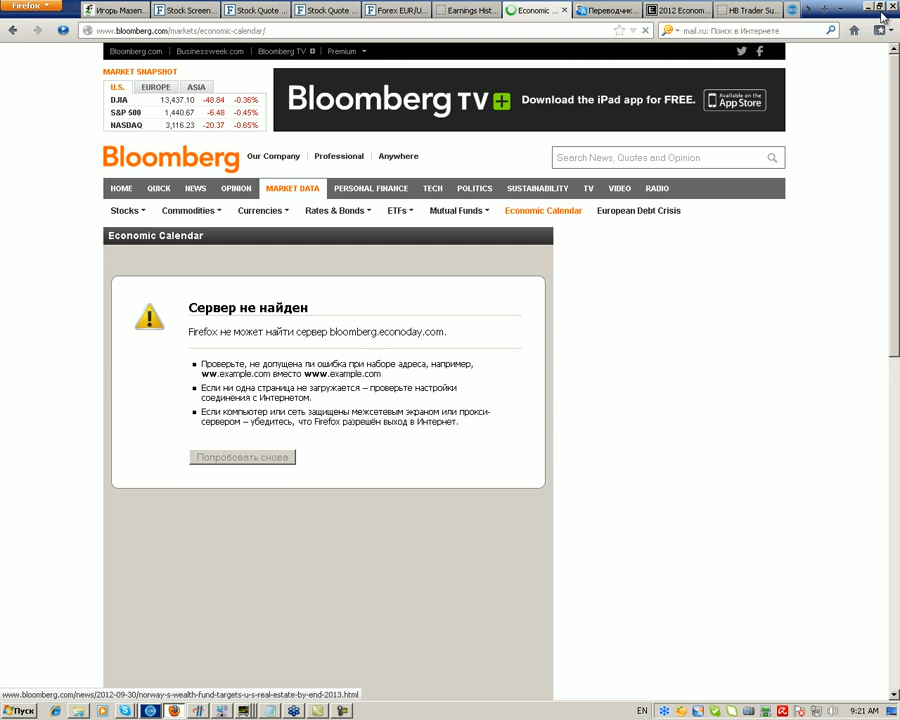 Firefox
Игорь Мазеп...
Stock Screen...
Stock Quote ...
Stock Quote ...
Forex EUR/U...
Earnings Hist...
Economic ...
Переводчик...
2012 Econom...
HB Trader Su...
www.bloomberg.com/markets/economic-calendar/
mail.ru: Поиск в Интернете
Bloomberg.com
Businessweek.com
Bloomberg TV
Premium
MARKET SNAPSHOT
U.S. EUROPE ASIA
DJIA 13,437.10 -48.84 -0.36%
S&P 500 1,440.67 -6.48 -0.45%
NASDAQ 3,116.23 -20.37 -0.65%
Bloomberg TV+ Download the iPad app for FREE.
Available on the
App Store
Bloomberg
Our Company Professional Anywhere
Search News, Quotes and Opinion
HOME QUICK NEWS OPINION MARKET DATA PERSONAL FINANCE TECH POLITICS SUSTAINABILITY TV VIDEO RADIO
Stocks Commodities Currencies Rates & Bonds ETFs Mutual Funds Economic Calendar European Debt Crisis
Economic Calendar
Сервер не найден
Firefox не может найти сервер bloomberg.econoday.com.
Проверьте, не допущена ли ошибка при наборе адреса, например,
ww.example.com вместо www.example.com
Если ни одна страница не загружается – проверьте настройки
соединения с Интернетом.
Если компьютер или сеть защищены межсетевым экраном или прокси-
сервером – убедитесь, что Firefox разрешён выход в Интернет.
Попробовать снова
www.bloomberg.com/news/2012-09-30/norway-s-wealth-fund-targets-u-s-real-estate-by-end-2013.html
Пуск
EN
9:21 AM